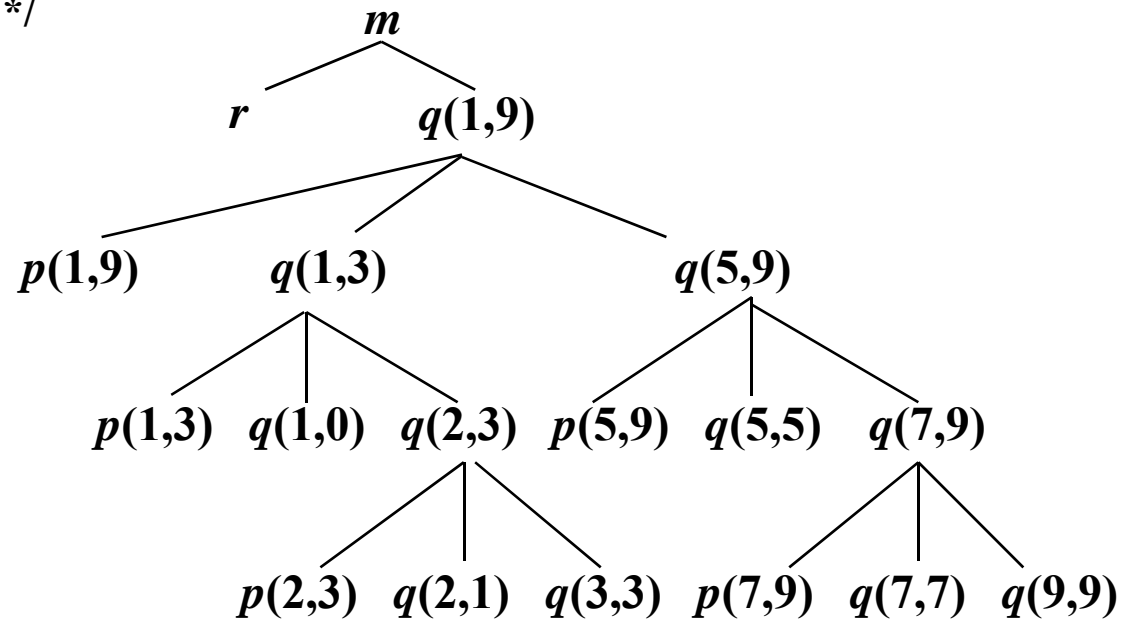 */
m
r q(1,9)
p(1,9) q(1,3) q(5,9)
p(1,3) q(1,0) q(2,3) p(5,9) q(5,5) q(7,9)
p(2,3) q(2,1) q(3,3) p(7,9) q(7,7) q(9,9)